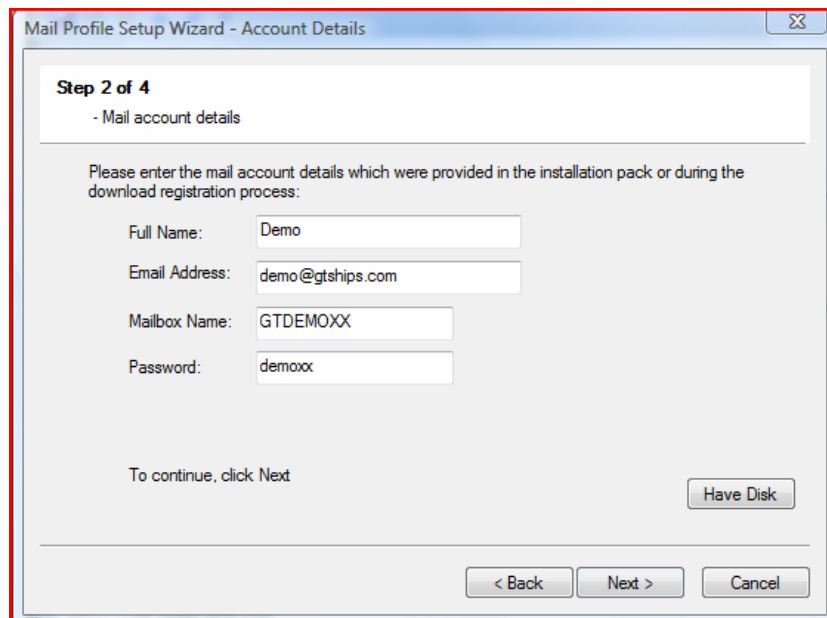 Mail Profile Setup Wizard - Account Details
Step 2 of 4
- Mail account details
Please enter the mail account details which were provided in the installation pack or during the
download registration process:
Full Name: Demo
Email Address: demo@gtships.com
Mailbox Name: GTDEMOXX
Password: demoxx
To continue, click Next
Have Disk
< Back Next > Cancel